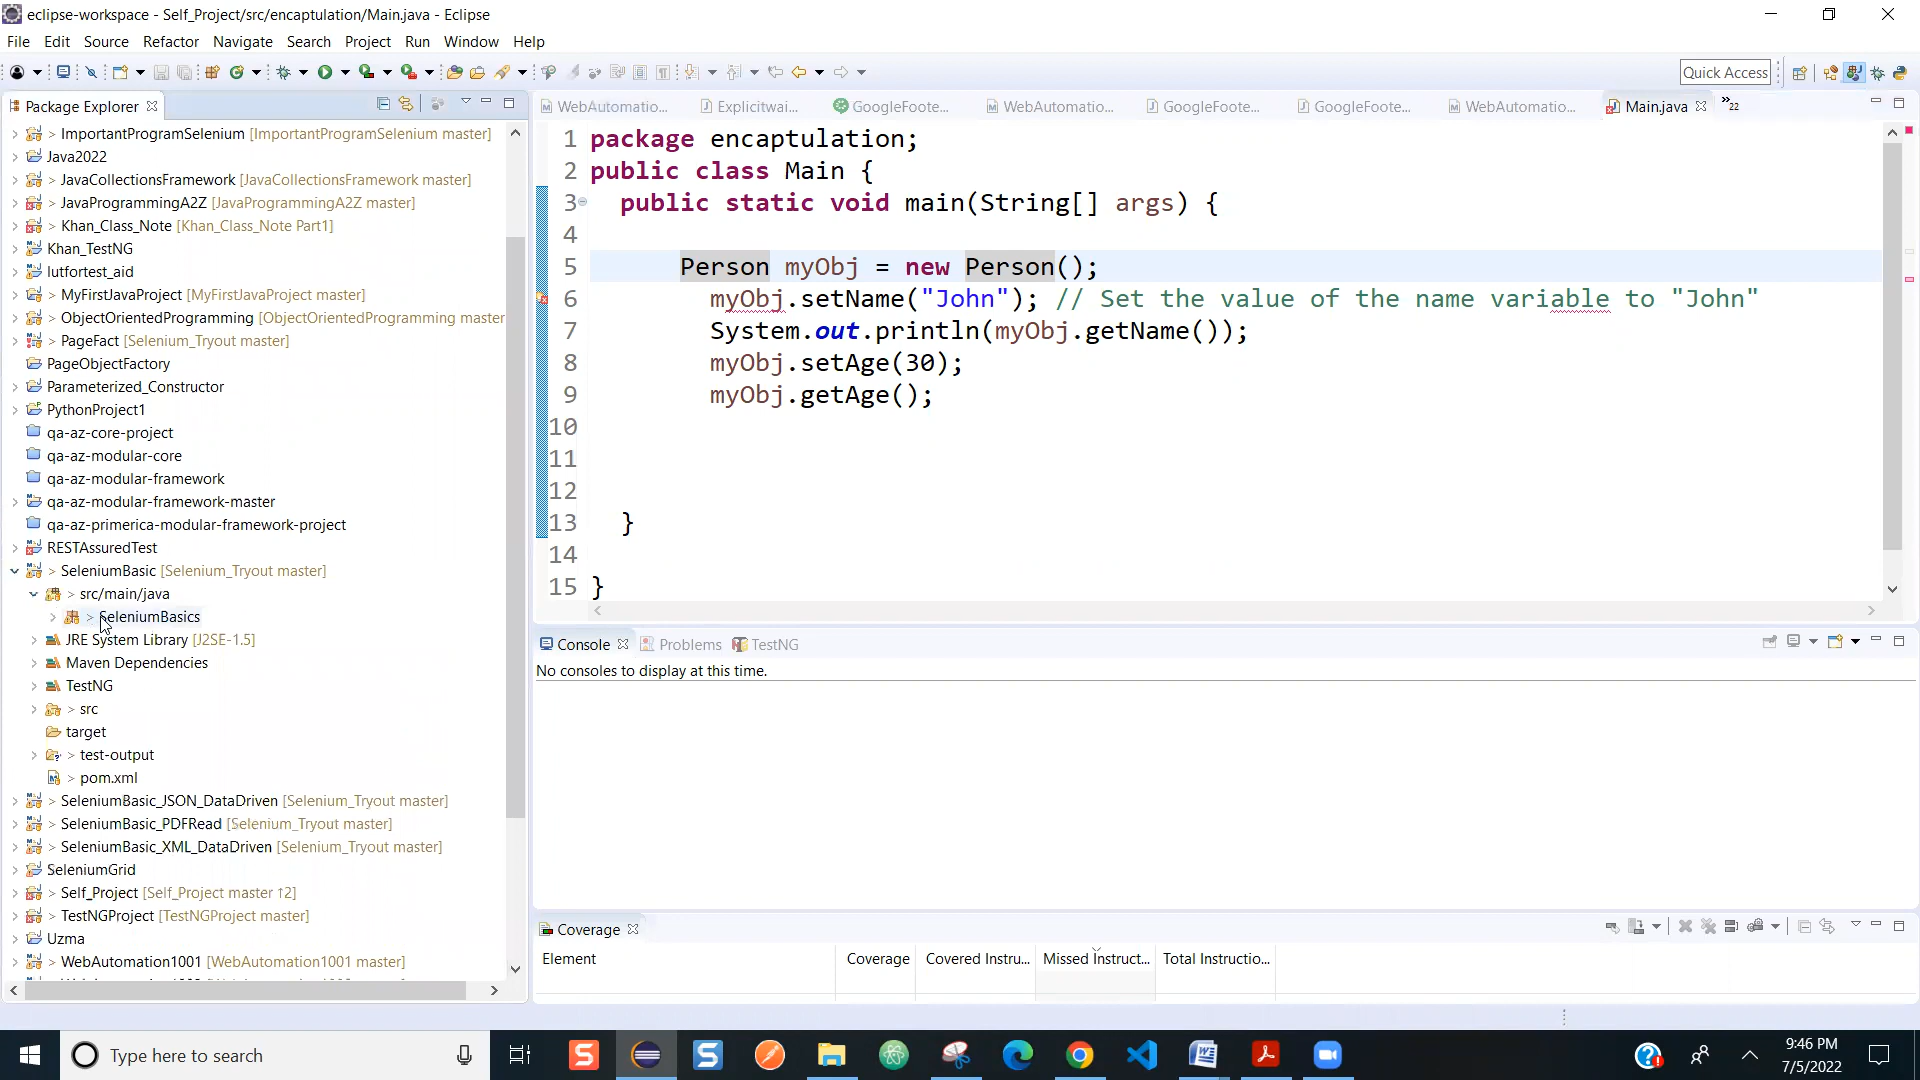 eclipse-workspace - Self_Project/src/encaptulation/Main.java - Eclipse
File Edit Source Refactor Navigate Search Project Run Window Help
Quick Access
Package Explorer
WebAutomatio... Explicitwai... GoogleFoote... WebAutomatio... GoogleFoote... GoogleFoote... WebAutomatio... Main.java »22
> ImportantProgramSelenium [ImportantProgramSelenium master]
Java2022
> JavaCollectionsFramework [JavaCollectionsFramework master]
> JavaProgrammingA2Z [JavaProgrammingA2Z master]
> Khan_Class_Note [Khan_Class_Note Part1]
Khan_TestNG
lutfortest_aid
> MyFirstJavaProject [MyFirstJavaProject master]
> ObjectOrientedProgramming [ObjectOrientedProgramming master
> PageFact [Selenium_Tryout master]
PageObjectFactory
Parameterized_Constructor
PythonProject1
qa-az-core-project
qa-az-modular-core
qa-az-modular-framework
qa-az-modular-framework-master
qa-az-primerica-modular-framework-project
RESTAssuredTest
> SeleniumBasic [Selenium_Tryout master]
> src/main/java
> SeleniumBasics
JRE System Library [J2SE-1.5]
Maven Dependencies
TestNG
> src
target
> test-output
> pom.xml
> SeleniumBasic_JSON_DataDriven [Selenium_Tryout master]
> SeleniumBasic_PDFRead [Selenium_Tryout master]
> SeleniumBasic_XML_DataDriven [Selenium_Tryout master]
SeleniumGrid
> Self_Project [Self_Project master ↑2]
> TestNGProject [TestNGProject master]
Uzma
> WebAutomation1001 [WebAutomation1001 master]
1 package encaptulation;
2 public class Main {
3 public static void main(String[] args) {
4
5 Person myObj = new Person();
6 myObj.setName("John"); // Set the value of the name variable to "John"
7 System.out.println(myObj.getName());
8 myObj.setAge(30);
9 myObj.getAge();
10
11
12
13 }
14
15 }
Console Problems TestNG
No consoles to display at this time.
Coverage
Element Coverage Covered Instru... Missed Instruct... Total Instructio...
Type here to search
9:46 PM
7/5/2022